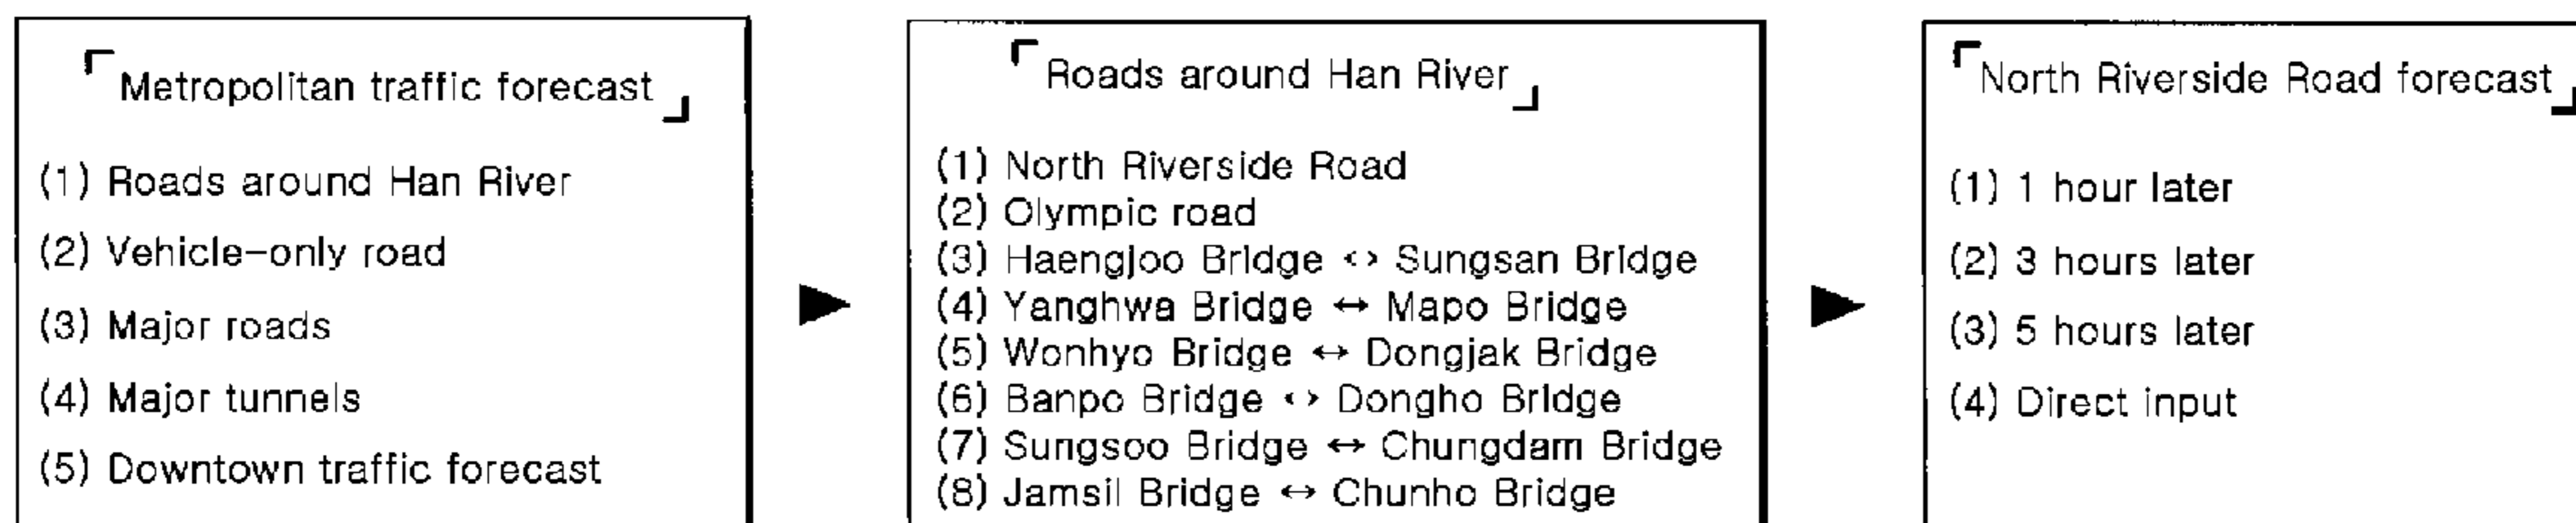 「Metropolitan traffic forecast」
(1) Roads around Han River
(2) Vehicle-only road
(3) Major roads
(4) Major tunnels
(5) Downtown traffic forecast
「Roads around Han River」
(1) North Riverside Road
(2) Olympic road
(3) Haengjoo Bridge <> Sungsan Bridge
(4) Yanghwa Bridge ↔ Mapo Bridge
(5) Wonhyo Bridge ↔ Dongjak Bridge
(6) Banpo Bridge <> Dongho Bridge
(7) Sungsoo Bridge ↔ Chungdam Bridge
(8) Jamsil Bridge ↔ Chunho Bridge
「North Riverside Road forecast」
(1) 1 hour later
(2) 3 hours later
(3) 5 hours later
(4) Direct input